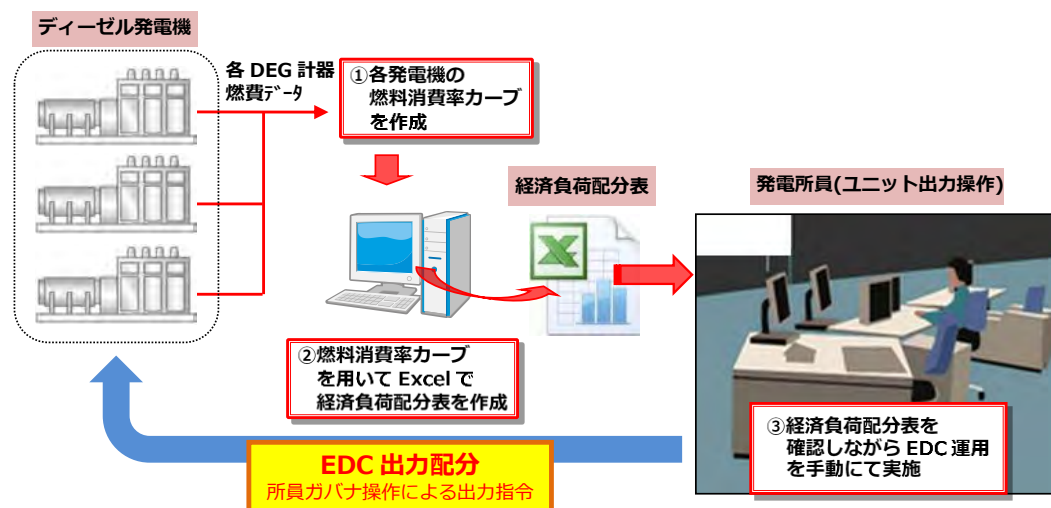 ディーゼル発電機
各 DEG 計器
燃費ﾃﾞｰﾀ
①各発電機の
燃料消費率カーブ
を作成
経済負荷配分表
発電所員(ユニット出力操作)
②燃料消費率カーブ
を用いて Excel で
経済負荷配分表を作成
③経済負荷配分表を
確認しながら EDC 運用
を手動にて実施
EDC 出力配分
所員ガバナ操作による出力指令